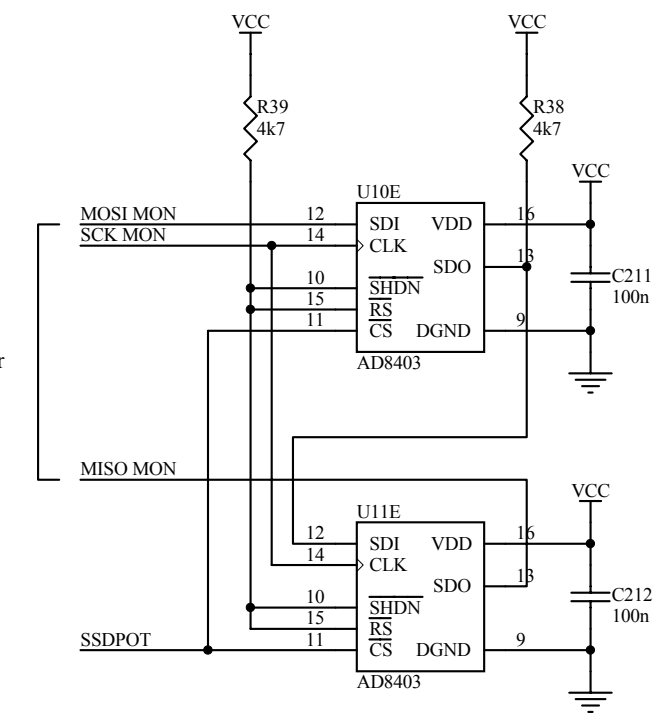 VCC VCC
R39 R38
4k7 4k7
VCC
U10E
MOSI MON 12 SDI VDD 16
SCK MON 14 CLK
SDO 13
C211
10 SHDN 100n
15 RS
11 CS DGND 9
r
AD8403
MISO MON
VCC
U11E
12 SDI VDD 16
14 CLK
SDO 13
C212
10 SHDN 100n
15 RS
SSDPOT 11 CS DGND 9
AD8403